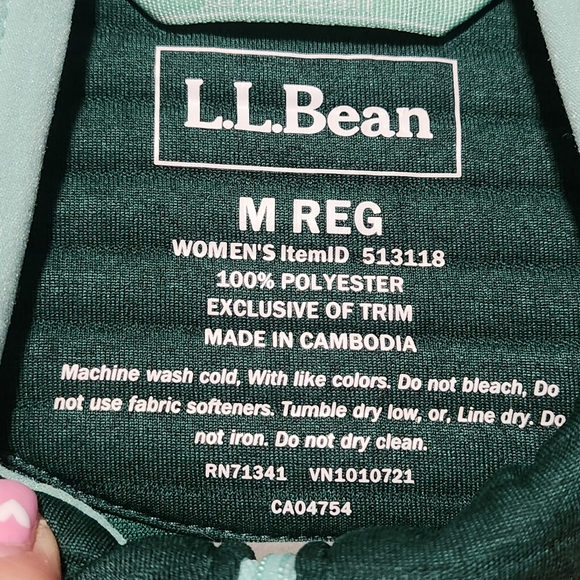 L.L.Bean
M REG
WOMEN'S ItemID 513118
100% POLYESTER
EXCLUSIVE OF TRIM
MADE IN CAMBODIA
Machine wash cold, With like colors. Do not bleach, Do
not use fabric softeners. Tumble dry low, or, Line dry. Do
not iron. Do not dry clean.
RN71341 VN1010721
CA04754